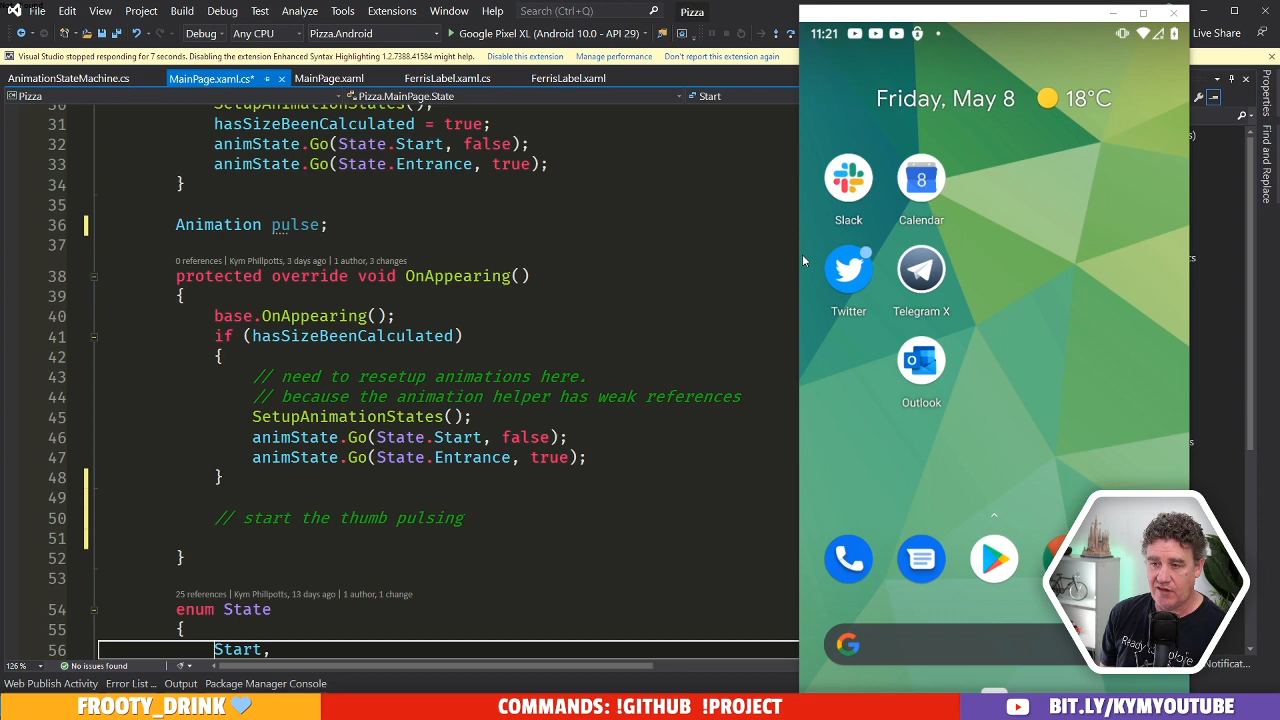 File Edit View Project Build Debug Test Analyze Tools Extensions Window Help Search (Ctrl+Q) Pizza
Debug Any CPU Pizza.Android Google Pixel XL (Android 10.0 - API 29) Live Share
Visual Studio stopped responding for 7 seconds. Disabling the extension Enhanced Syntax Highlighting 1.2.7388.41584 might help. Disable this extension Manage performance Don't report this extension again
AnimationStateMachine.cs MainPage.xaml.cs* MainPage.xaml FerrisLabel.xaml.cs FerrisLabel.xaml
Pizza Pizza.MainPage.State Start
30 SetupAnimationStates();
31 hasSizeBeenCalculated = true;
32 animState.Go(State.Start, false);
33 animState.Go(State.Entrance, true);
34 }
35
36 Animation pulse;
37
0 references | Kym Phillpotts, 3 days ago | 1 author, 3 changes
38 protected override void OnAppearing()
39 {
40 base.OnAppearing();
41 if (hasSizeBeenCalculated)
42 {
43 // need to resetup animations here.
44 // because the animation helper has weak references
45 SetupAnimationStates();
46 animState.Go(State.Start, false);
47 animState.Go(State.Entrance, true);
48 }
49
50 // start the thumb pulsing
51
52 }
53
25 references | Kym Phillpotts, 13 days ago | 1 author, 1 change
54 enum State
55 {
56 Start,
126 % No issues found
Web Publish Activity Error List ... Output Package Manager Console
11:21
Friday, May 8 18°C
8
Slack Calendar
Twitter Telegram X
Outlook
Properties
Find and Replace
Notificat...
FROOTY_DRINK COMMANDS: !GITHUB !PROJECT BIT.LY/KYMYOUTUBE